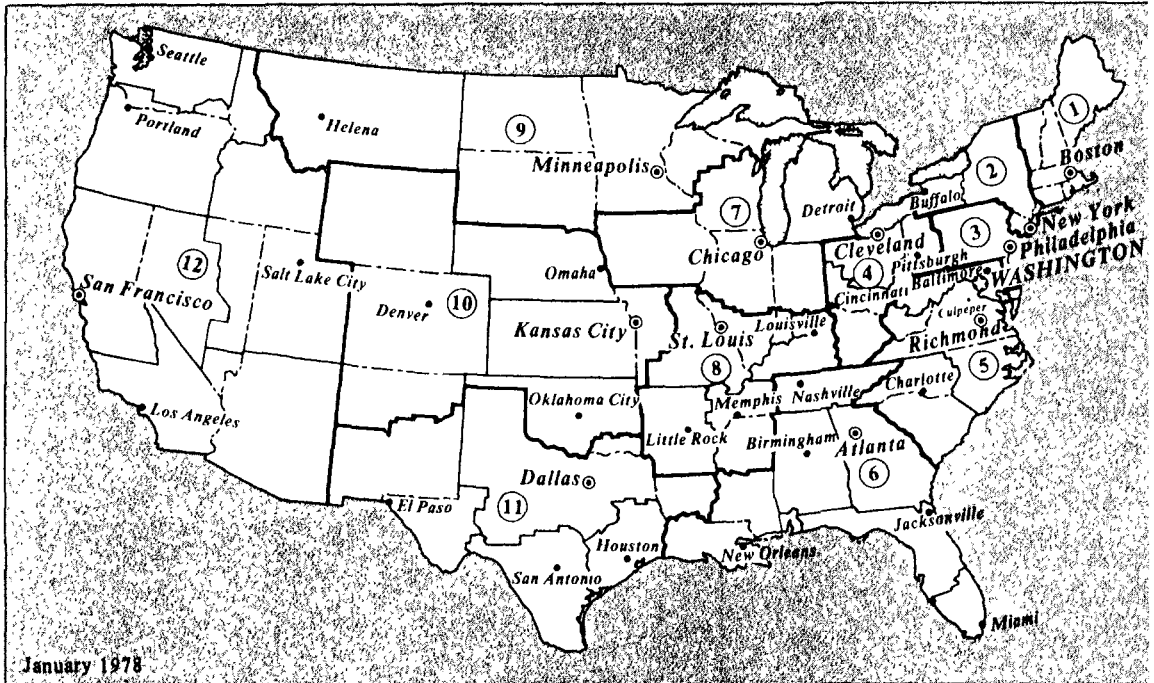 Seattle
Portland
Helena
9
Minneapolis
1
Boston
2
Buffalo
New York
7
Detroit
3
Philadelphia
Cleveland
Chicago
Pittsburgh
WASHINGTON
4
Baltimore
Cincinnati
12
Salt Lake City
San Francisco
Omaha
10
Denver
Kansas City
St. Louis
Louisville
Culpeper
Richmond
8
5
Charlotte
Memphis
Nashville
Los Angeles
Oklahoma City
Little Rock
Birmingham
Atlanta
6
Dallas
11
El Paso
Jacksonville
Houston
New Orleans
San Antonio
Miami
January 1978